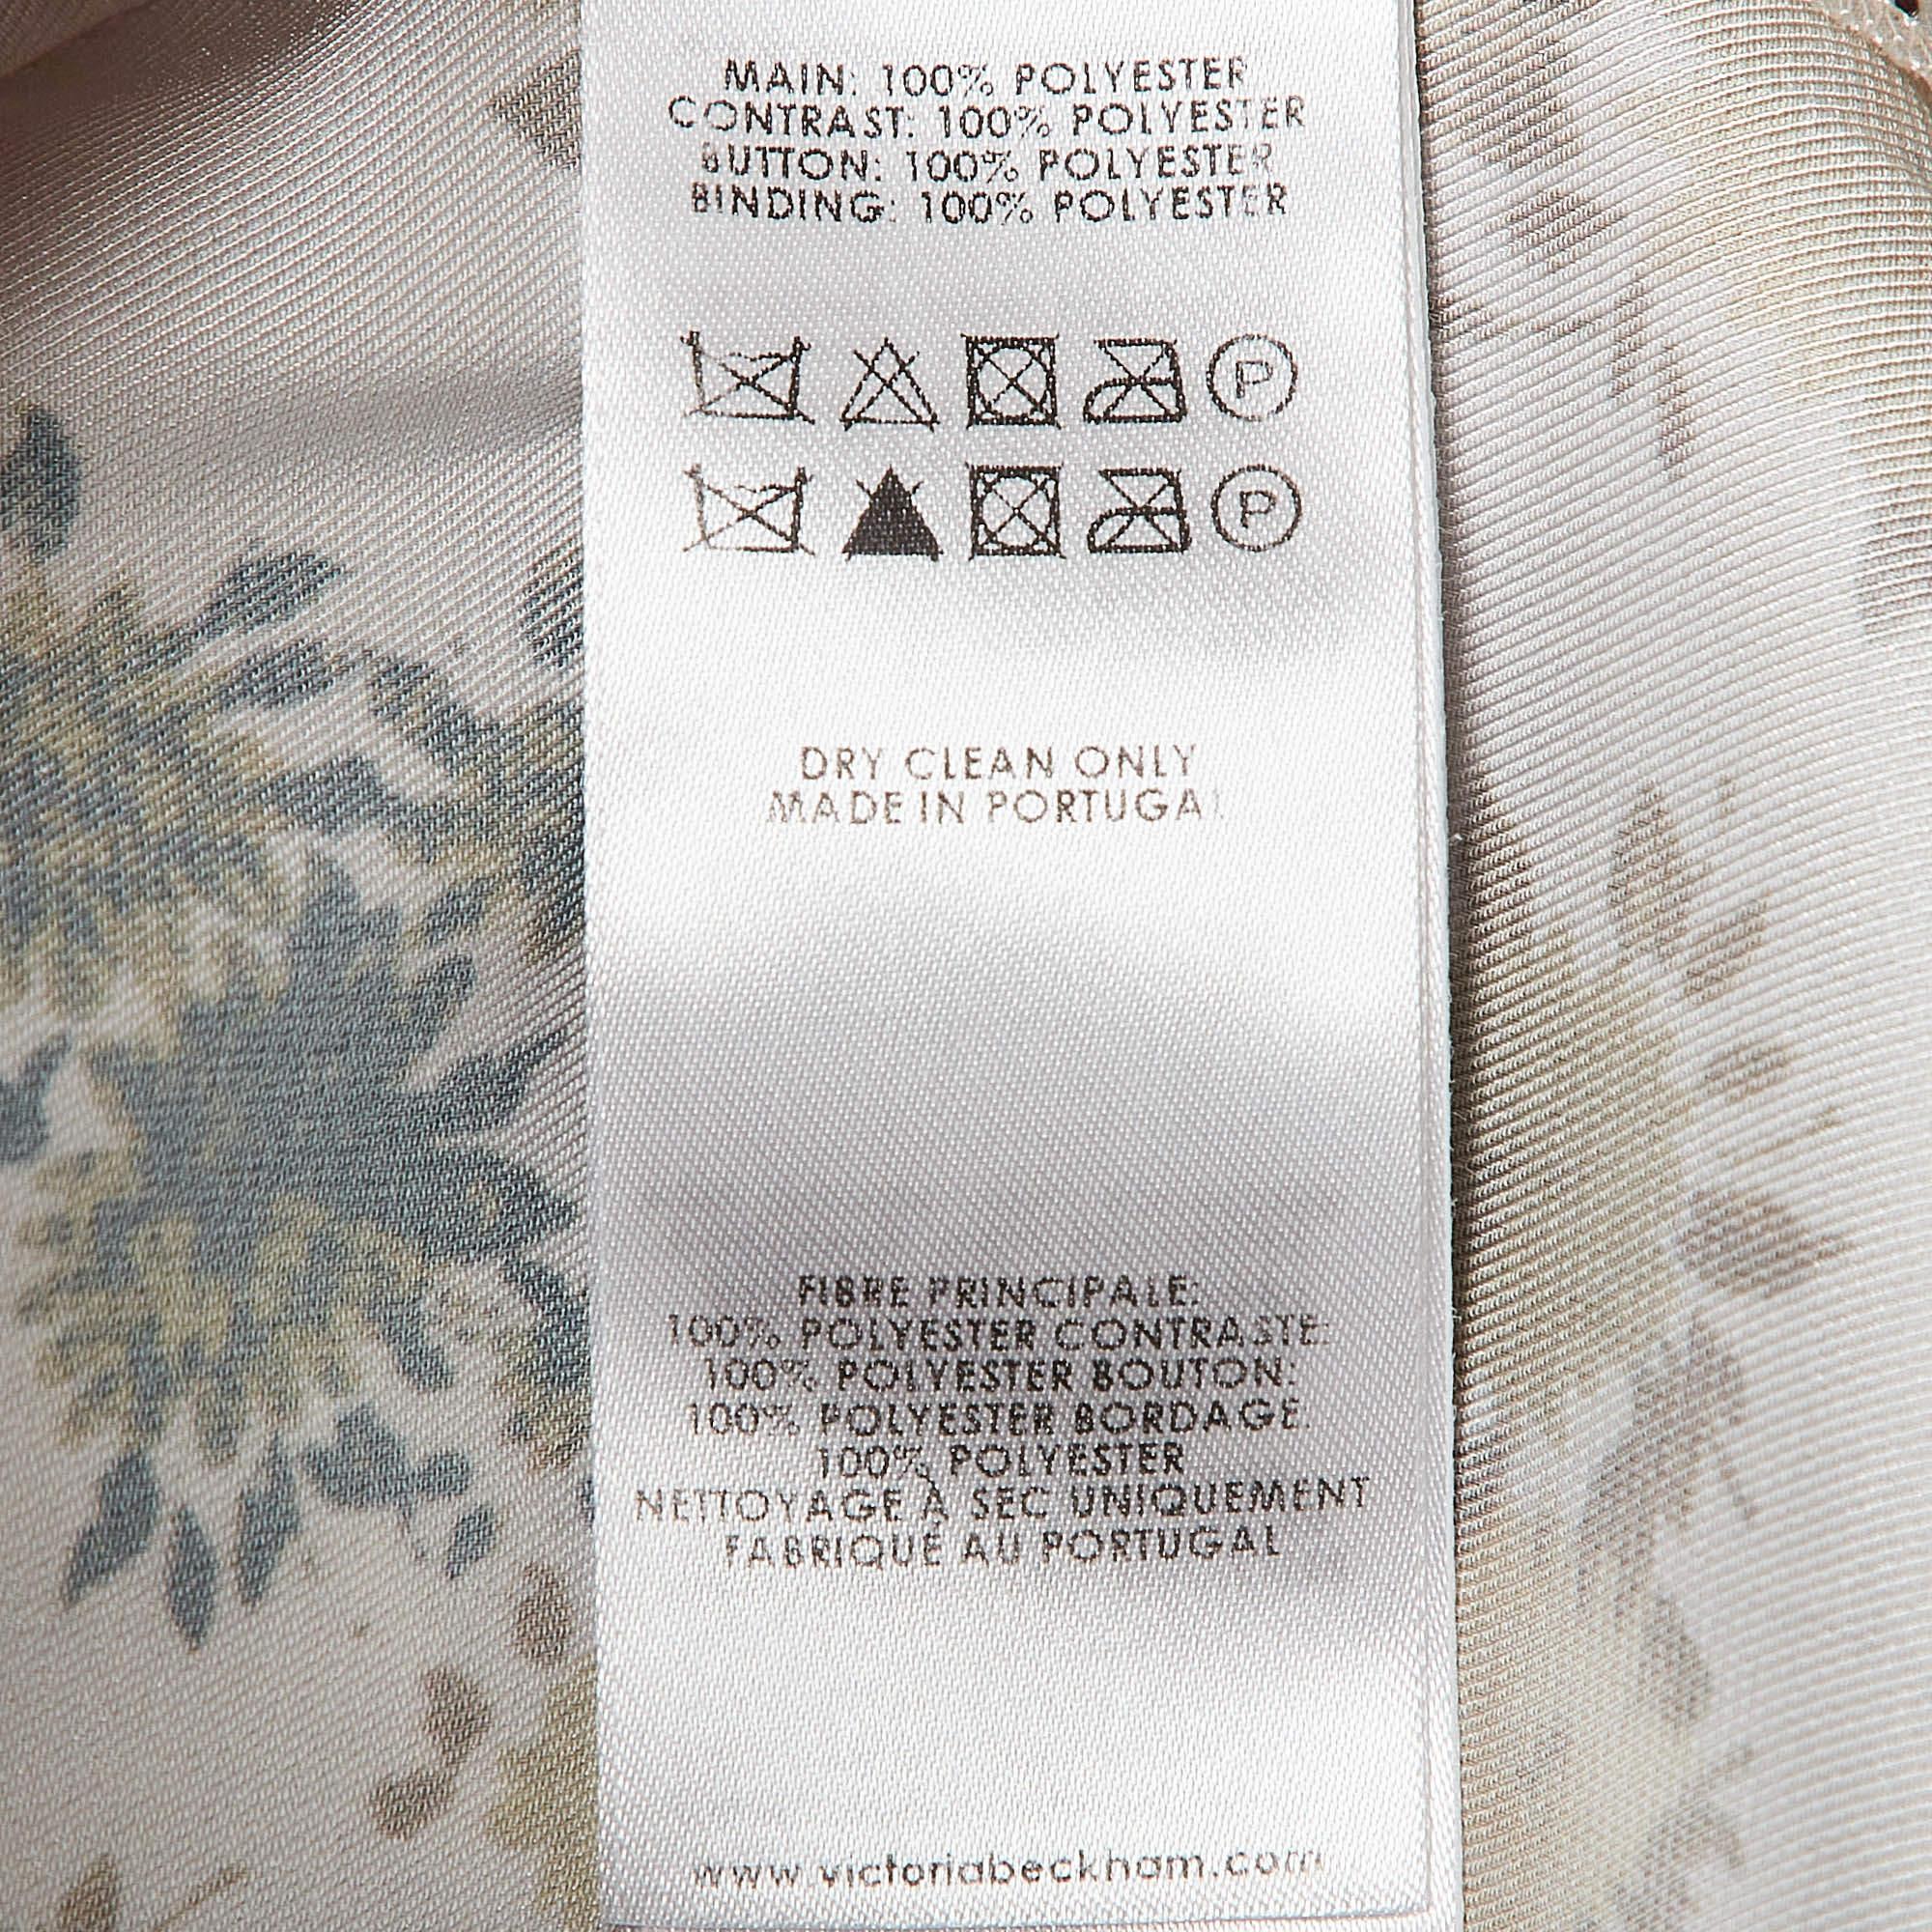 MAIN: 100% POLYESTER
CONTRAST: 100% POLYESTER
BUTTON: 100% POLYESTER
BINDING: 100% POLYESTER
P
P
DRY CLEAN ONLY
MADE IN PORTUGAL
FIBRE PRINCIPALE:
100% POLYESTER CONTRASTE:
100% POLYESTER BOUTON:
100% POLYESTER BORDAGE:
100% POLYESTER
NETTOYAGE À SEC UNIQUEMENT
FABRIQUÉ AU PORTUGAL
www.victoriabeckham.com